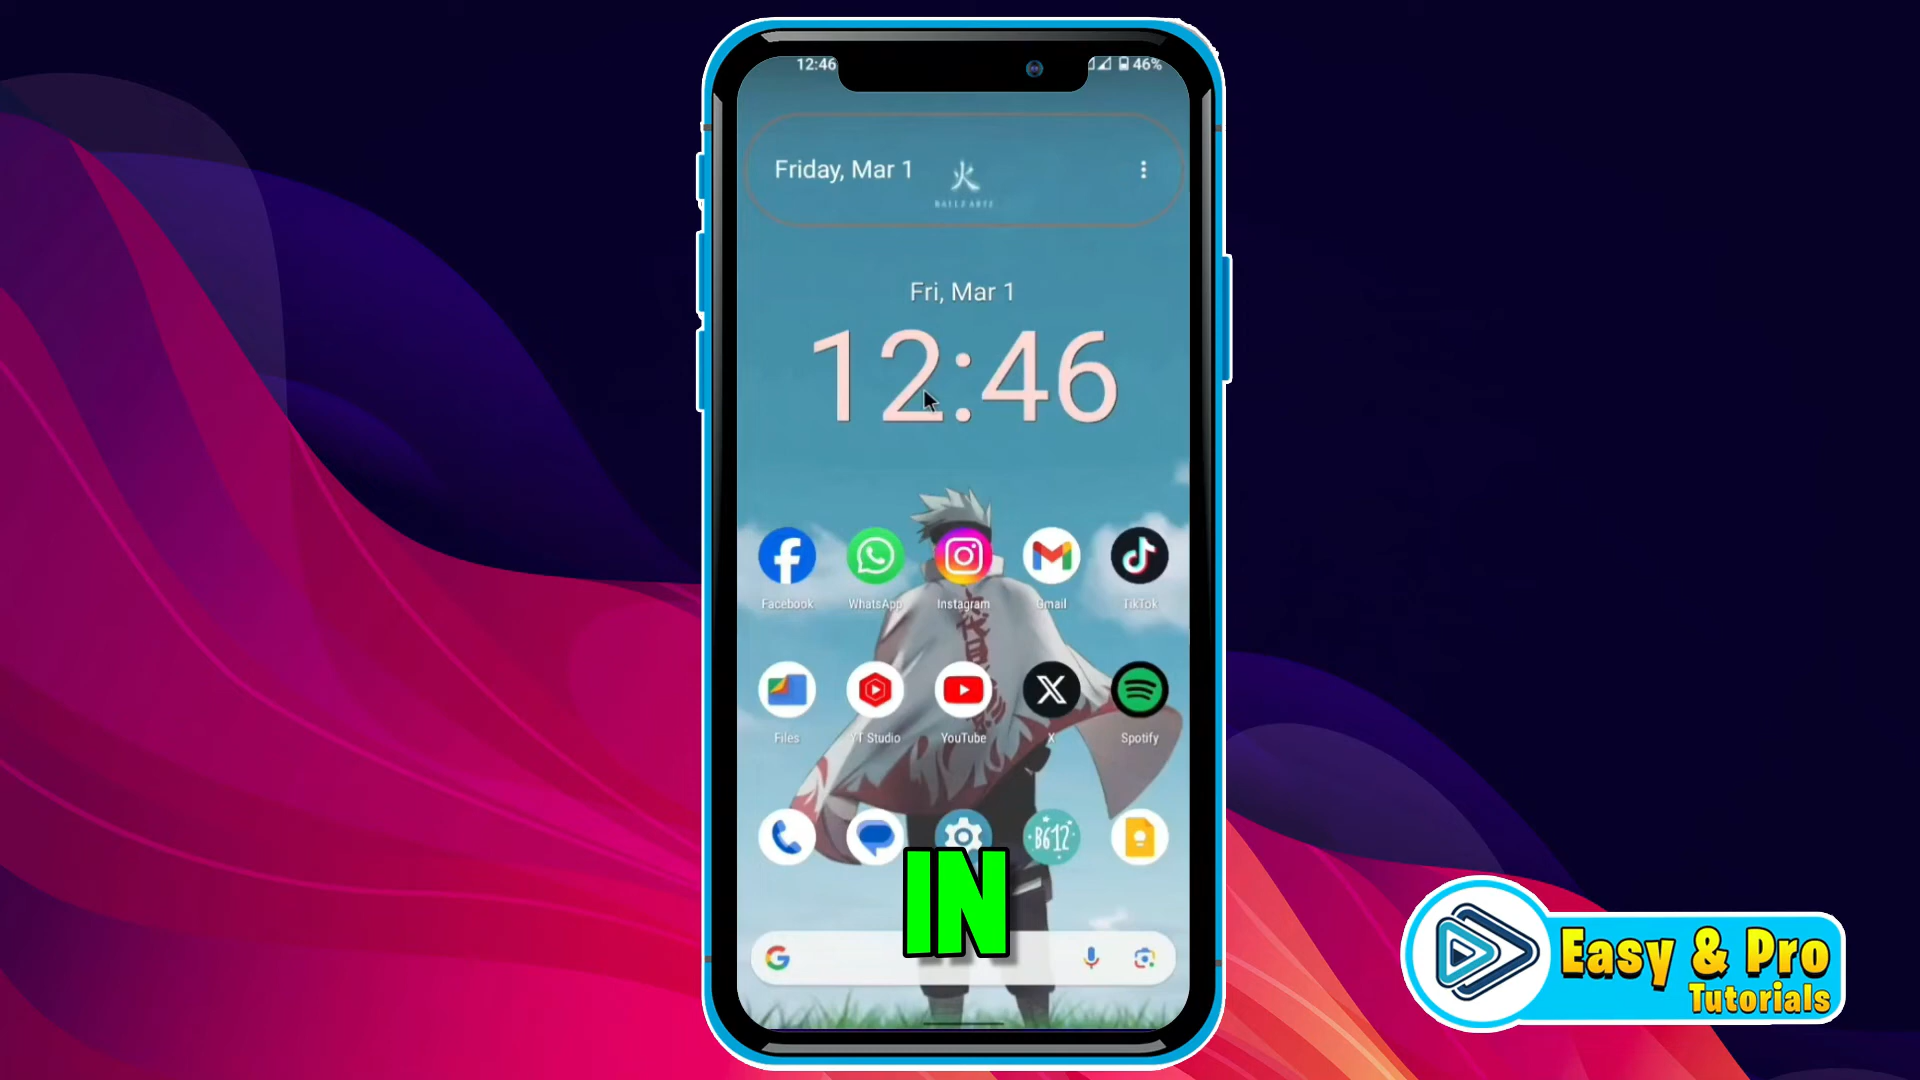 12:46
46%
Friday, Mar 1
火
Fri, Mar 1
12:46
Facebook
WhatsApp
Instagram
Gmail
TikTok
Files
YT Studio
YouTube
X
Spotify
B612
IN
Easy & Pro
Tutorials